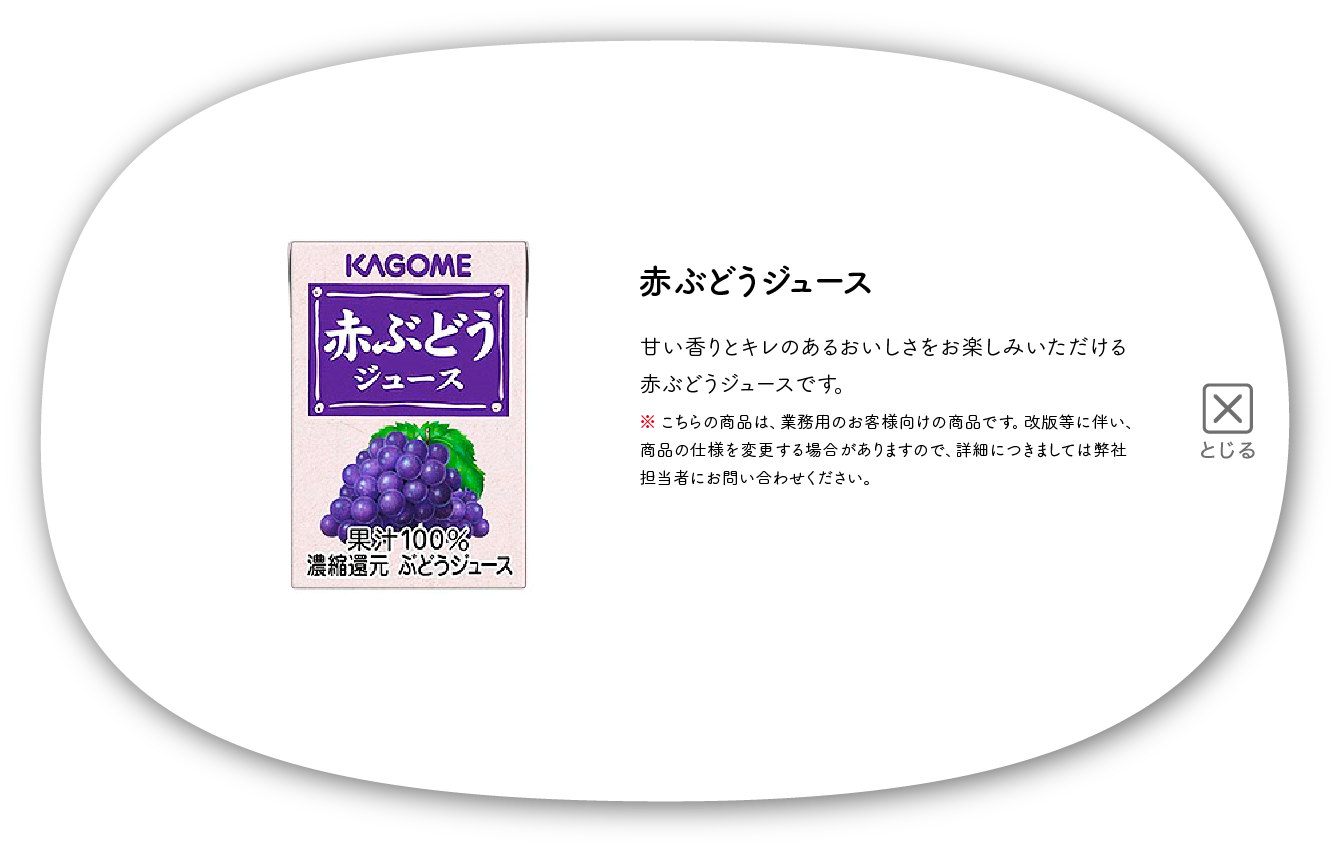 KAGOME
赤ぶどう
ジュース
果汁100%
濃縮還元 ぶどうジュース
赤ぶどうジュース
甘い香りとキレのあるおいしさをお楽しみいただける
赤ぶどうジュースです。
※ こちらの商品は、業務用のお客様向けの商品です。改版等に伴い、
商品の仕様を変更する場合がありますので、詳細につきましては弊社
担当者にお問い合わせください。
とじる